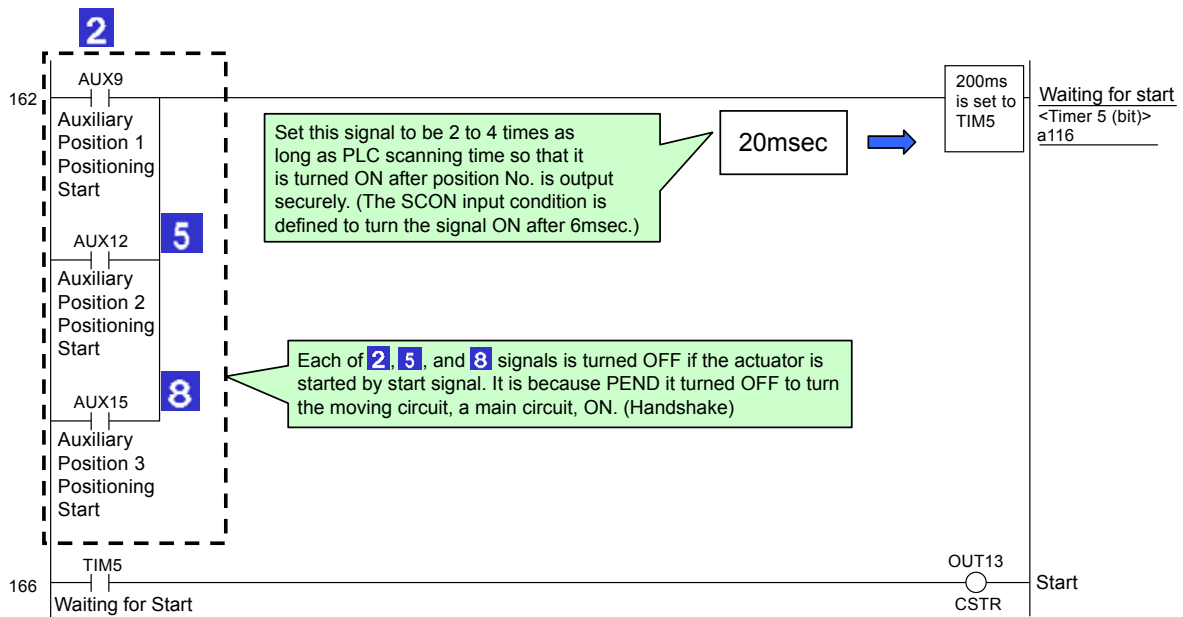 2
162
AUX9
Auxiliary
Position 1
Positioning
Start
Set this signal to be 2 to 4 times as
long as PLC scanning time so that it
is turned ON after position No. is output
securely. (The SCON input condition is
defined to turn the signal ON after 6msec.)
20msec
200ms
is set to
TIM5
Waiting for start
<Timer 5 (bit)>
a116
AUX12
5
Auxiliary
Position 2
Positioning
Start
Each of 2, 5, and 8 signals is turned OFF if the actuator is
started by start signal. It is because PEND it turned OFF to turn
the moving circuit, a main circuit, ON. (Handshake)
AUX15
8
Auxiliary
Position 3
Positioning
Start
166
TIM5
Waiting for Start
OUT13
CSTR
Start